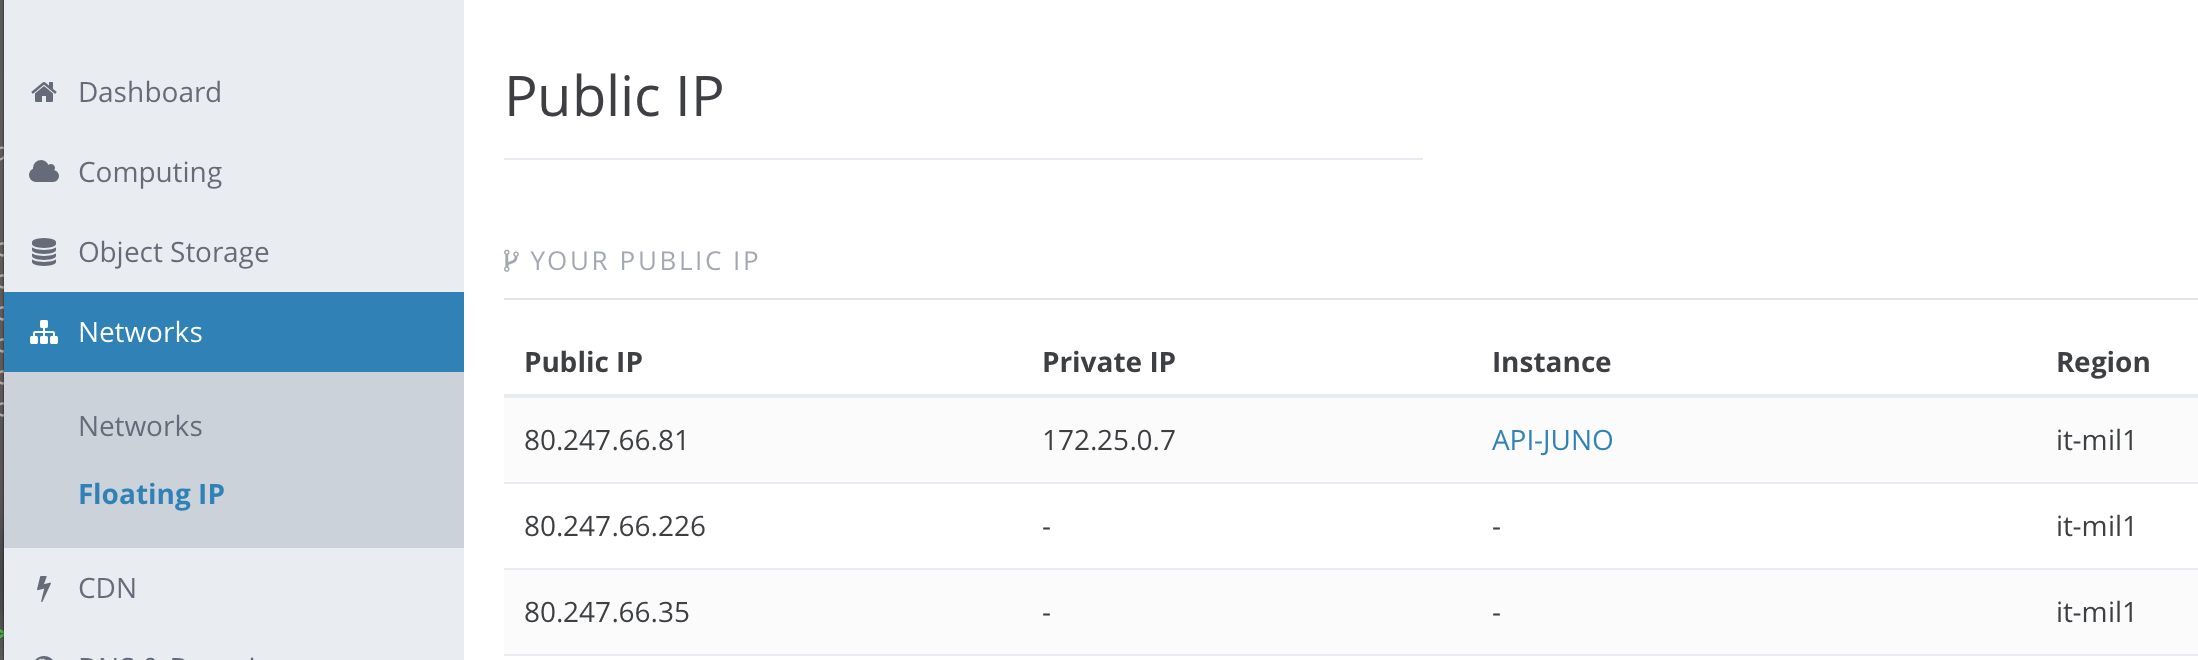 Dashboard
Computing
Object Storage
Networks
Networks
Floating IP
CDN
Public IP
YOUR PUBLIC IP
Public IP Private IP Instance Region
80.247.66.81 172.25.0.7 API-JUNO it-mil1
80.247.66.226 - - it-mil1
80.247.66.35 - - it-mil1